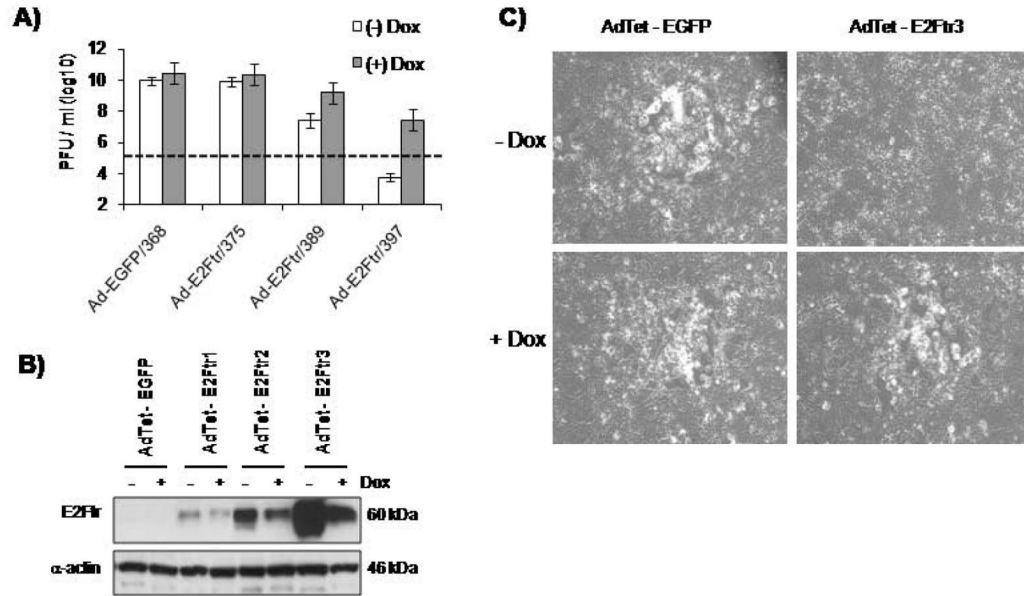 A)
(-) Dox
(+) Dox
PFU / ml (log10)
12
10
8
6
4
2
Ad-EGFP/368
Ad-E2Ftr/375
Ad-E2Ftr/389
Ad-E2Ftr/397
B)
AdTet- EGFP
AdTet- E2Ftr1
AdTet- E2Ftr2
AdTet- E2Ftr3
– + – + – + – + Dox
E2Ftr 60 kDa
α-actin 46 kDa
C)
AdTet - EGFP AdTet - E2Ftr3
- Dox
+ Dox